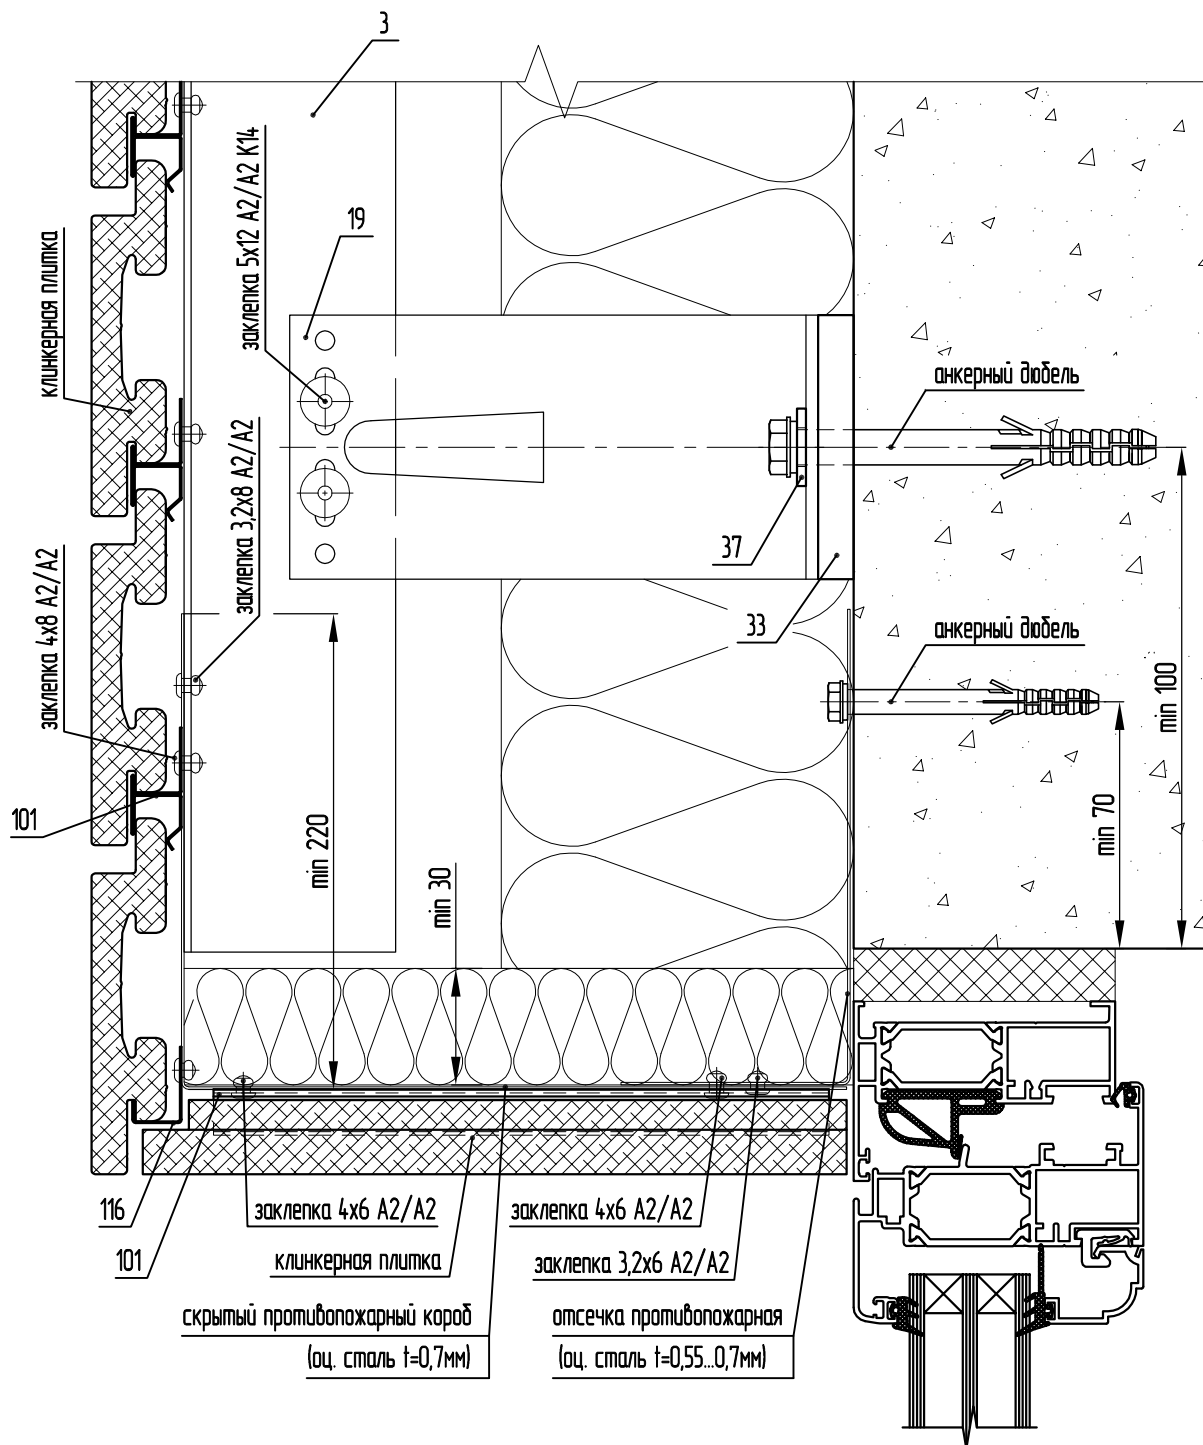 3
заклепка 5х12 А2/А2 К14
19
клинкерная плитка
анкерный дюбель
заклепка 3,2х8 А2/А2
37
заклепка 4х8 А2/А2
33
анкерный дюбель
min 100
101
min 220
min 70
min 30
116
заклепка 4х6 А2/А2
заклепка 4х6 А2/А2
101
клинкерная плитка
заклепка 3,2х6 А2/А2
скрытый противопожарный короб
(оц. сталь t=0,7мм)
отсечка противопожарная
(оц. сталь t=0,55...0,7мм)